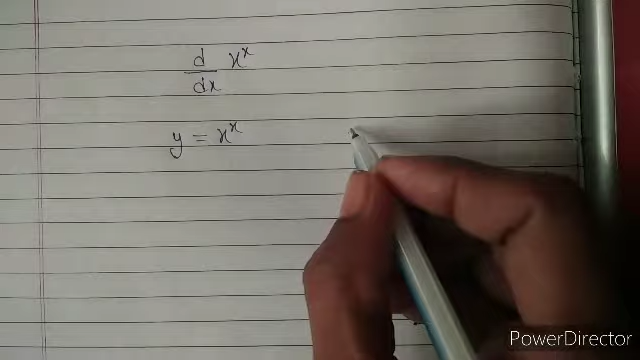 d/dx x^x
y = x^x
PowerDirector